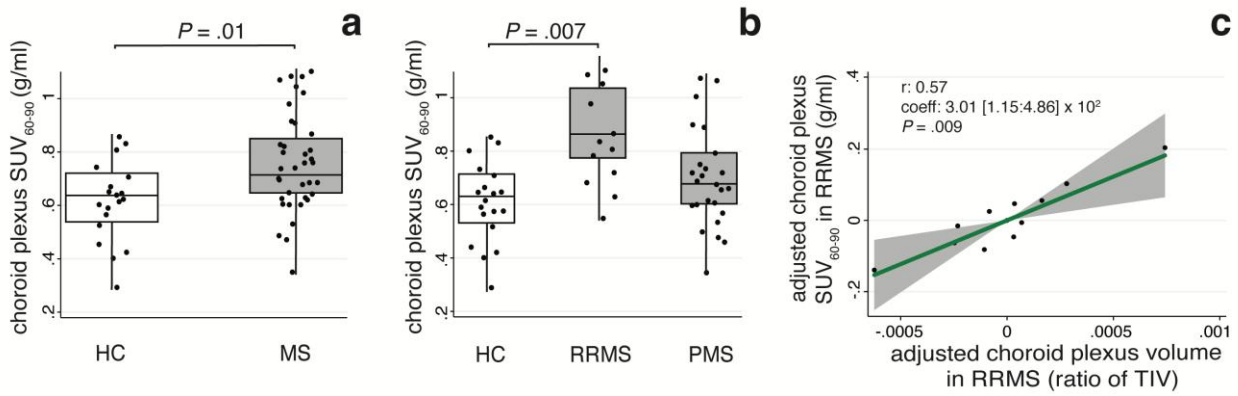 a
P = .01
choroid plexus SUV60-90 (g/ml)
1
.8
.6
.4
.2
HC
MS
b
P = .007
choroid plexus SUV60-90 (g/ml)
1
.8
.6
.4
.2
HC
RRMS
PMS
c
adjusted choroid plexus
SUV60-90 in RRMS (g/ml)
.4
.2
0
-.2
r: 0.57
coeff: 3.01 [1.15:4.86] x 10²
P = .009
-.0005
0
.0005
.001
adjusted choroid plexus volume
in RRMS (ratio of TIV)